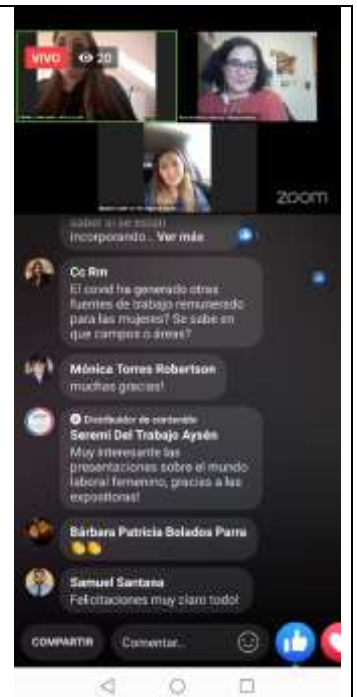 VIVO 20
zoom
saber si se están
incorporando... Ver más
Cc Rm
El covid ha generado otras
fuentes de trabajo remunerado
para las mujeres? Se sabe en
que campos o áreas?
Mónica Torres Robertson
muchas gracias!
Distribuidor de contenido
Seremi Del Trabajo Aysén
Muy interesante las
presentaciones sobre el mundo
laboral femenino, gracias a las
expositoras!
Bárbara Patricia Bolados Parra
👏👏
Samuel Santana
Felicitaciones muy claro todo!
COMPARTIR Comentar...